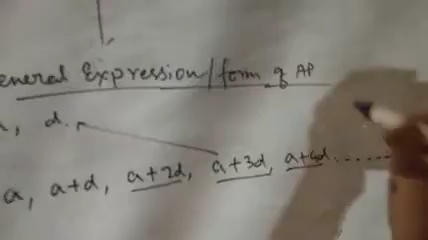 eneral Expression/form of AP
a, d.
a, a+d, a+2d, a+3d, a+4d......